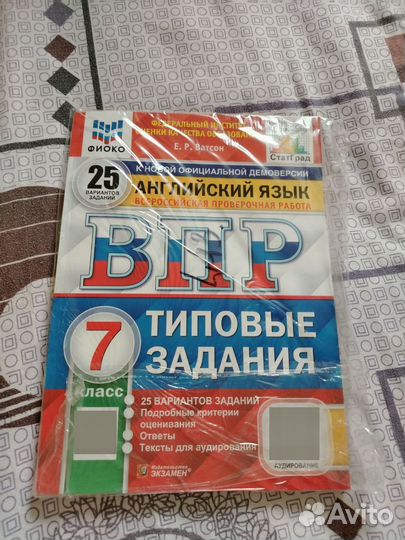 ФЕДЕРАЛЬНЫЙ ИНСТИТУТ
ОЦЕНКИ КАЧЕСТВА ОБРАЗОВАНИЯ
ФИОКО
Е. Р. Ватсон
СтатГрад
К НОВОЙ ОФИЦИАЛЬНОЙ ДЕМОВЕРСИИ
25
ВАРИАНТОВ
ЗАДАНИЙ
АНГЛИЙСКИЙ ЯЗЫК
ВСЕРОССИЙСКАЯ ПРОВЕРОЧНАЯ РАБОТА
ВПР
7
класс
ТИПОВЫЕ
ЗАДАНИЯ
25 ВАРИАНТОВ ЗАДАНИЙ
Подробные критерии
оценивания
Ответы
Тексты для аудирования
Издательство
ЭКЗАМЕН
АУДИРОВАНИЕ
Avito